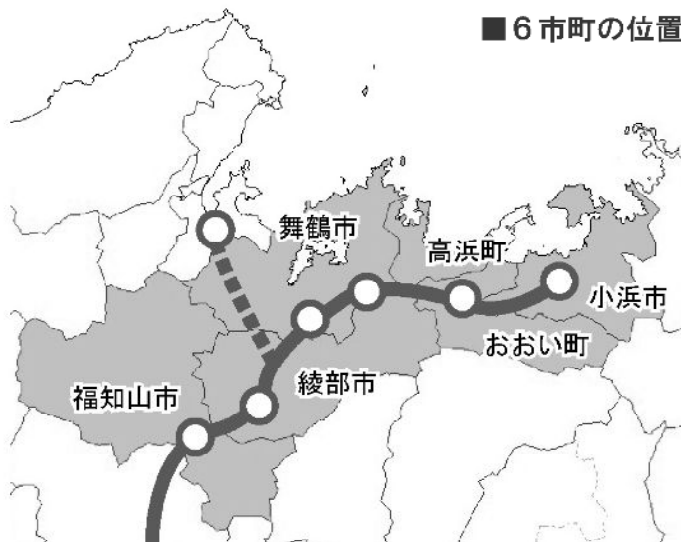 ■6市町の位置
舞鶴市
高浜町
小浜市
おおい町
綾部市
福知山市